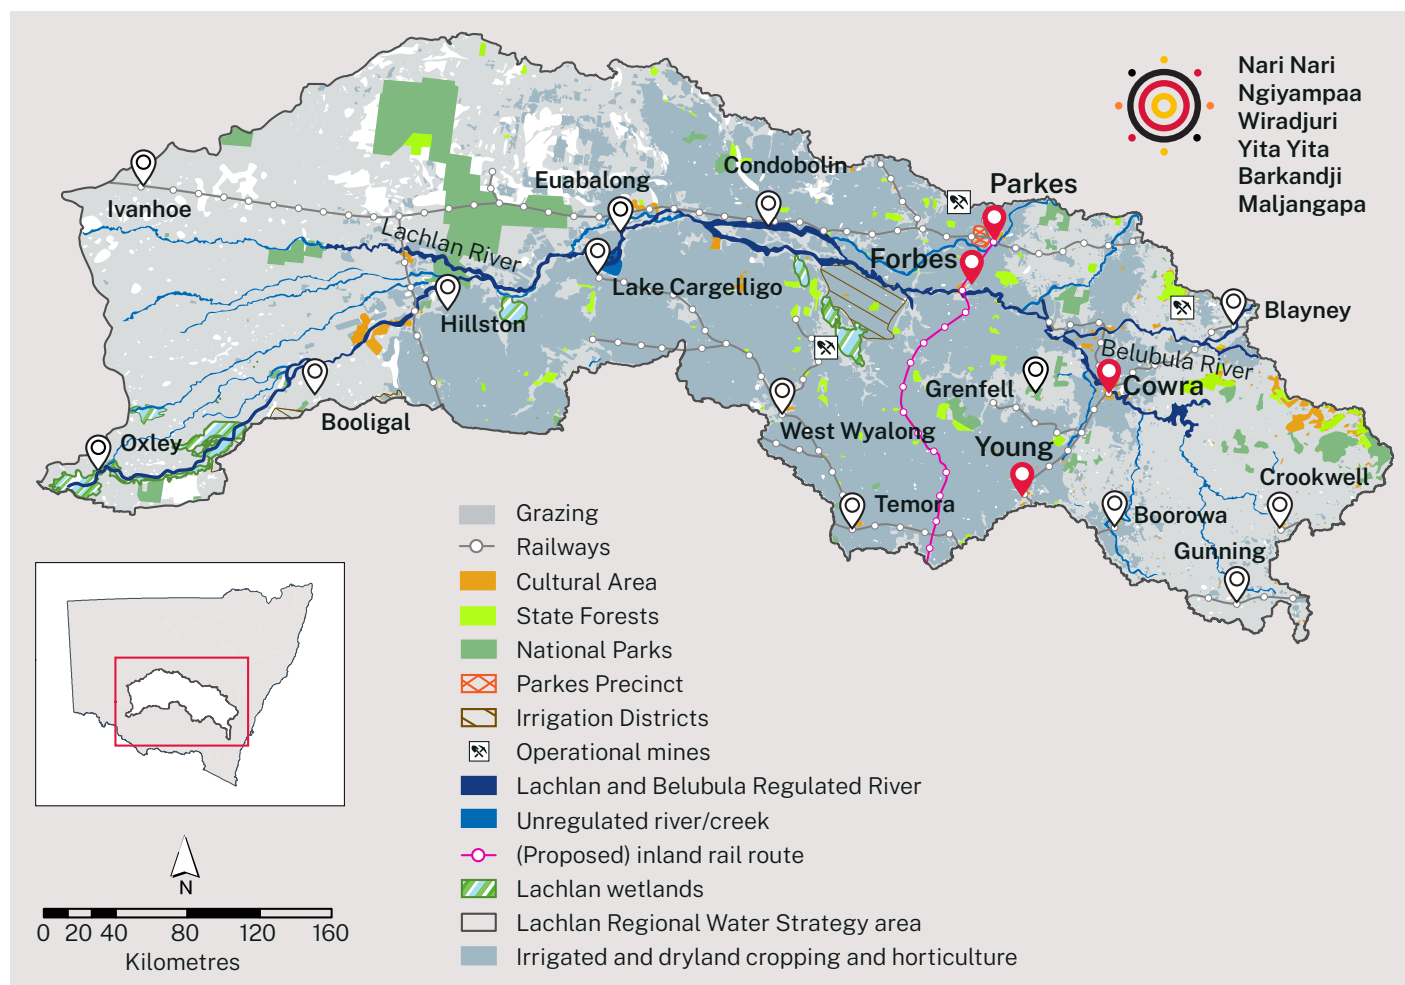 Nari Nari
Ngiyampaa
Wiradjuri
Yita Yita
Barkandji
Maljangapa
Condobolin
Parkes
Euabalong
Ivanhoe
Lachlan River
Forbes
Lake Cargelligo
Hillston
Blayney
Belubula River
Grenfell
Cowra
Booligal
West Wyalong
Oxley
Young
Crookwell
Temora
Boorowa
Gunning
Grazing
Railways
Cultural Area
State Forests
National Parks
Parkes Precinct
Irrigation Districts
Operational mines
Lachlan and Belubula Regulated River
Unregulated river/creek
(Proposed) inland rail route
Lachlan wetlands
Lachlan Regional Water Strategy area
Irrigated and dryland cropping and horticulture
N
0 20 40 80 120 160
Kilometres